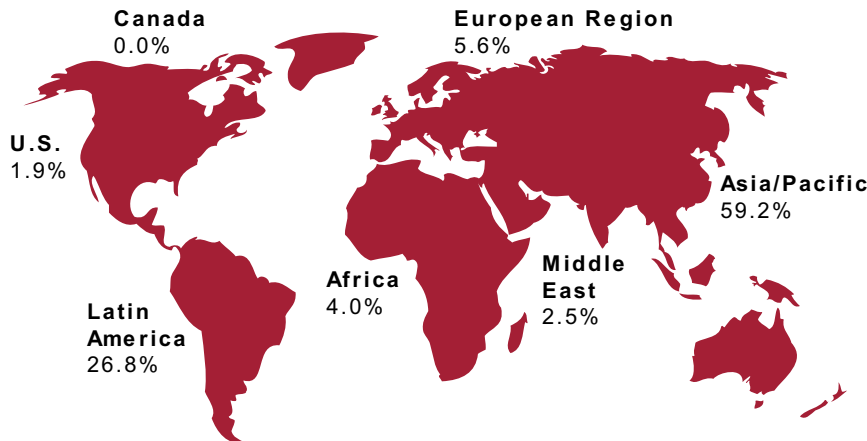 Canada
0.0%
European Region
5.6%
U.S.
1.9%
Asia/Pacific
59.2%
Africa
4.0%
Middle
East
2.5%
Latin
America
26.8%